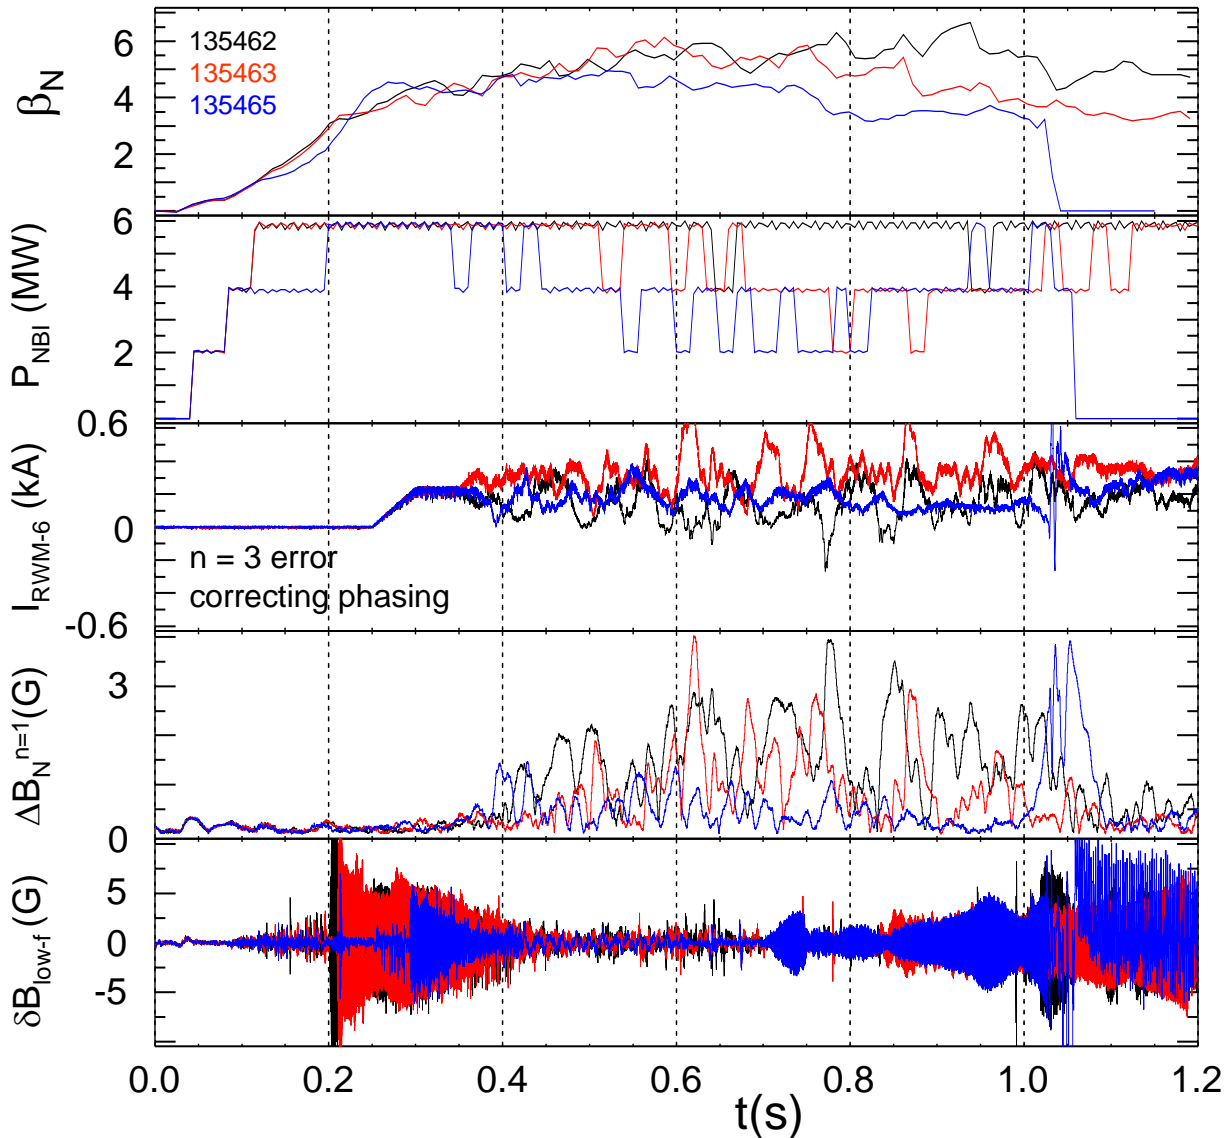 β_N
6
4
2
0
135462
135463
135465
P_NBI (MW)
6
4
2
I_RWM-6 (kA)
0.6
0
-0.6
n = 3 error
correcting phasing
ΔB_N^n=1(G)
3
0
δB_low-f (G)
5
0
-5
0.0 0.2 0.4 0.6 0.8 1.0 1.2
t(s)